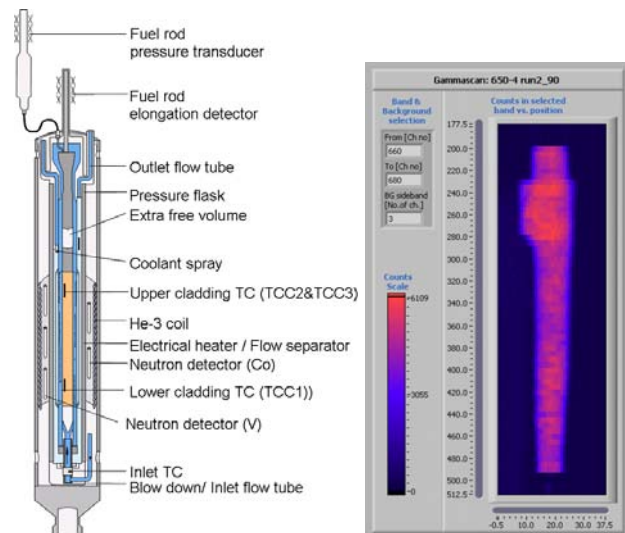 Fuel rod
pressure transducer
Fuel rod
elongation detector
Outlet flow tube
Pressure flask
Extra free volume
Coolant spray
Upper cladding TC (TCC2&TCC3)
He-3 coil
Electrical heater / Flow separator
Neutron detector (Co)
Lower cladding TC (TCC1))
Neutron detector (V)
Inlet TC
Blow down/ Inlet flow tube
Gammascan: 650-4 run2_90
Band &
Background
selection
From [Ch no]
660
To [Ch no]
680
BG sideband
[No.of ch.]
3
Counts
Scale
6109
3055
0
Counts in selected
band vs. position
177.5
200.0
220.0
240.0
260.0
280.0
300.0
320.0
340.0
360.0
380.0
400.0
420.0
440.0
460.0
480.0
500.0
512.5
-0.5 10.0 20.0 30.0 37.5